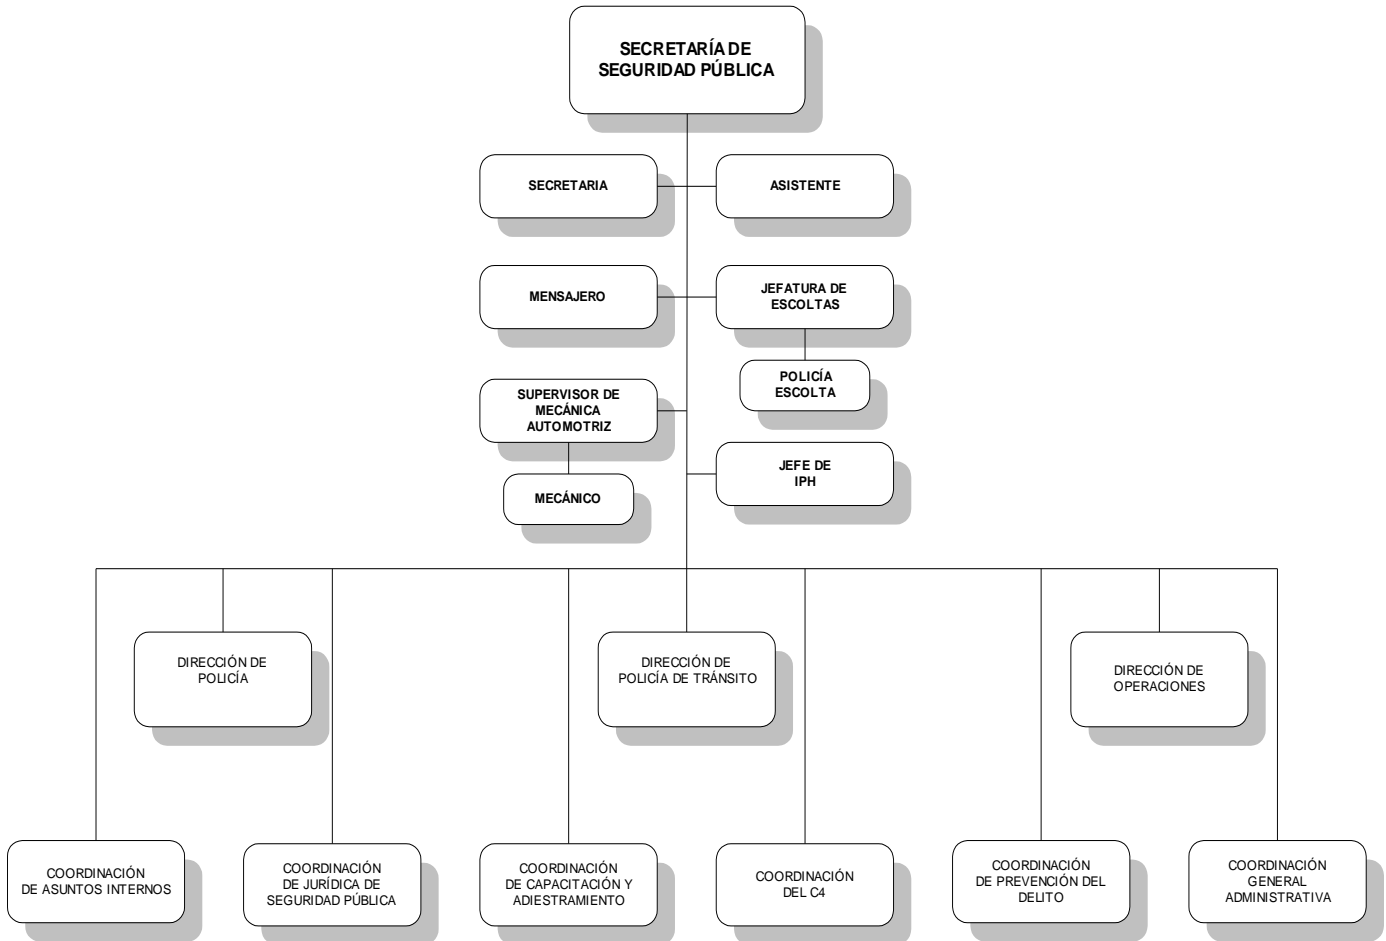 SECRETARÍA DE
SEGURIDAD PÚBLICA
SECRETARIA
ASISTENTE
MENSAJERO
JEFATURA DE
ESCOLTAS
POLICÍA
ESCOLTA
SUPERVISOR DE
MECÁNICA
AUTOMOTRIZ
MECÁNICO
JEFE DE
IPH
DIRECCIÓN DE
POLICÍA
DIRECCIÓN DE
POLICÍA DE TRÁNSITO
DIRECCIÓN DE
OPERACIONES
COORDINACIÓN
DE ASUNTOS INTERNOS
COORDINACIÓN
DE JURÍDICA DE
SEGURIDAD PÚBLICA
COORDINACIÓN
DE CAPACITACIÓN Y
ADIESTRAMIENTO
COORDINACIÓN
DEL C4
COORDINACIÓN
DE PREVENCIÓN DEL
DELITO
COORDINACIÓN
GENERAL
ADMINISTRATIVA